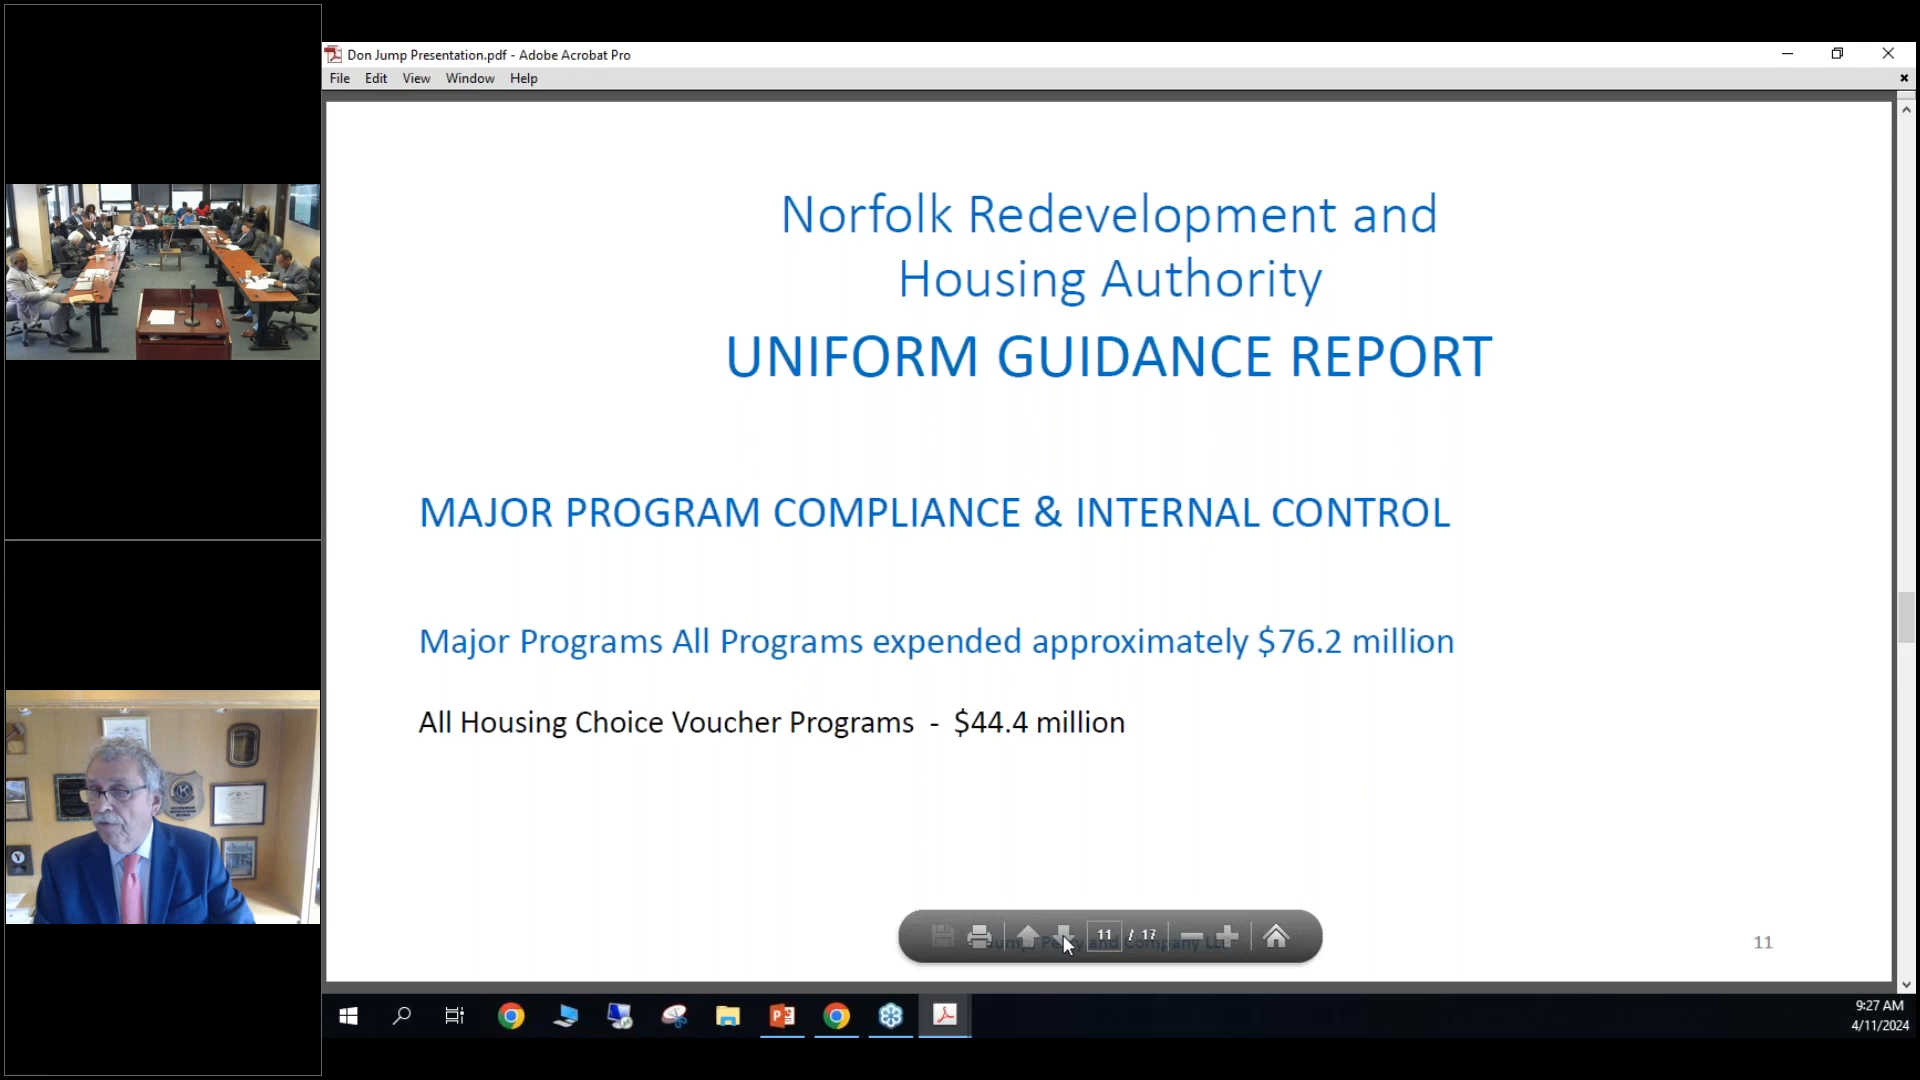 Don Jump Presentation.pdf - Adobe Acrobat Pro
File Edit View Window Help
Norfolk Redevelopment and
Housing Authority
UNIFORM GUIDANCE REPORT
MAJOR PROGRAM COMPLIANCE & INTERNAL CONTROL
Major Programs All Programs expended approximately $76.2 million
All Housing Choice Voucher Programs - $44.4 million
11 / 17
11
9:27 AM
4/11/2024